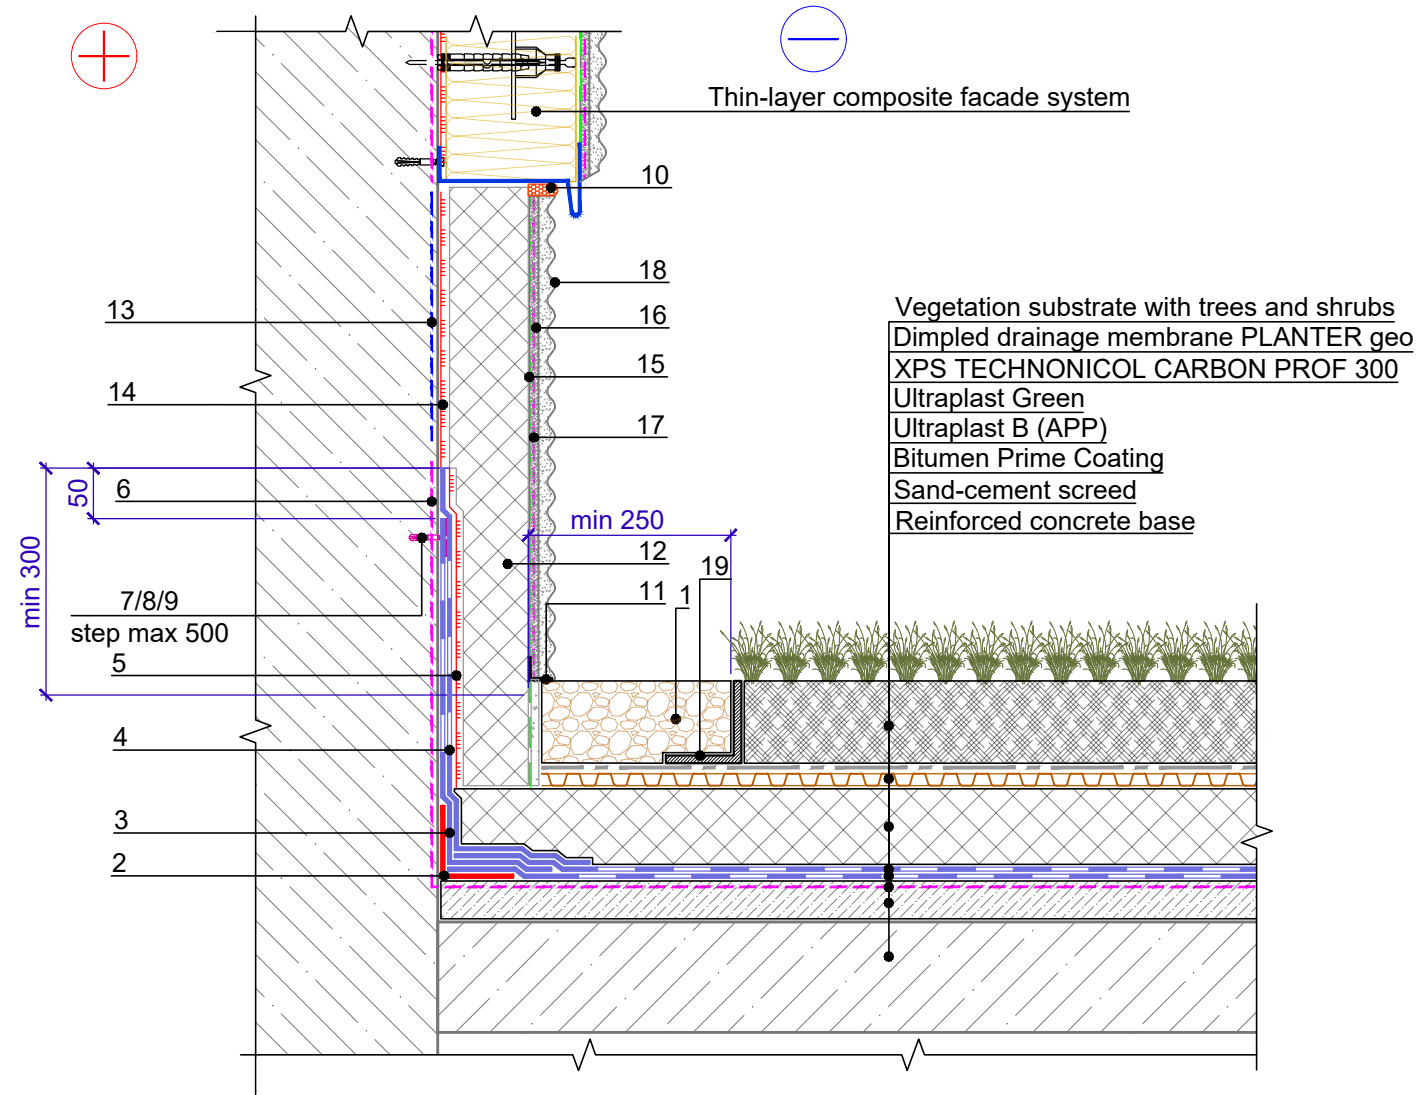 Thin-layer composite facade system
10
18
13
16
15
14
17
Vegetation substrate with trees and shrubs
Dimpled drainage membrane PLANTER geo
XPS TECHNONICOL CARBON PROF 300
Ultraplast Green
Ultraplast B (APP)
Bitumen Prime Coating
Sand-cement screed
Reinforced concrete base
50
6
min 250
12
19
min 300
11
1
7/8/9
step max 500
5
4
3
2